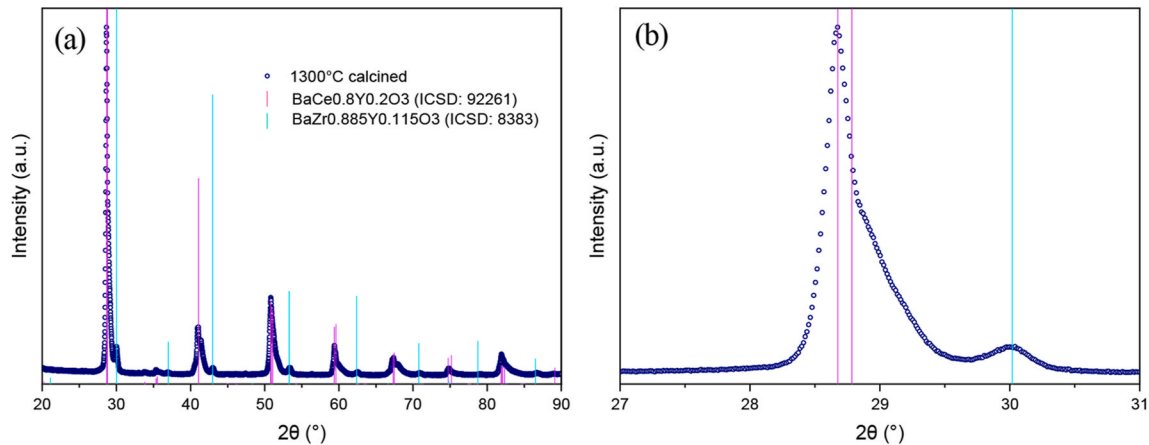 (a)
1300°C calcined
BaCe0.8Y0.2O3 (ICSD: 92261)
BaZr0.885Y0.115O3 (ICSD: 8383)
Intensity (a.u.)
20 30 40 50 60 70 80 90
2θ (°)
(b)
Intensity (a.u.)
27 28 29 30 31
2θ (°)